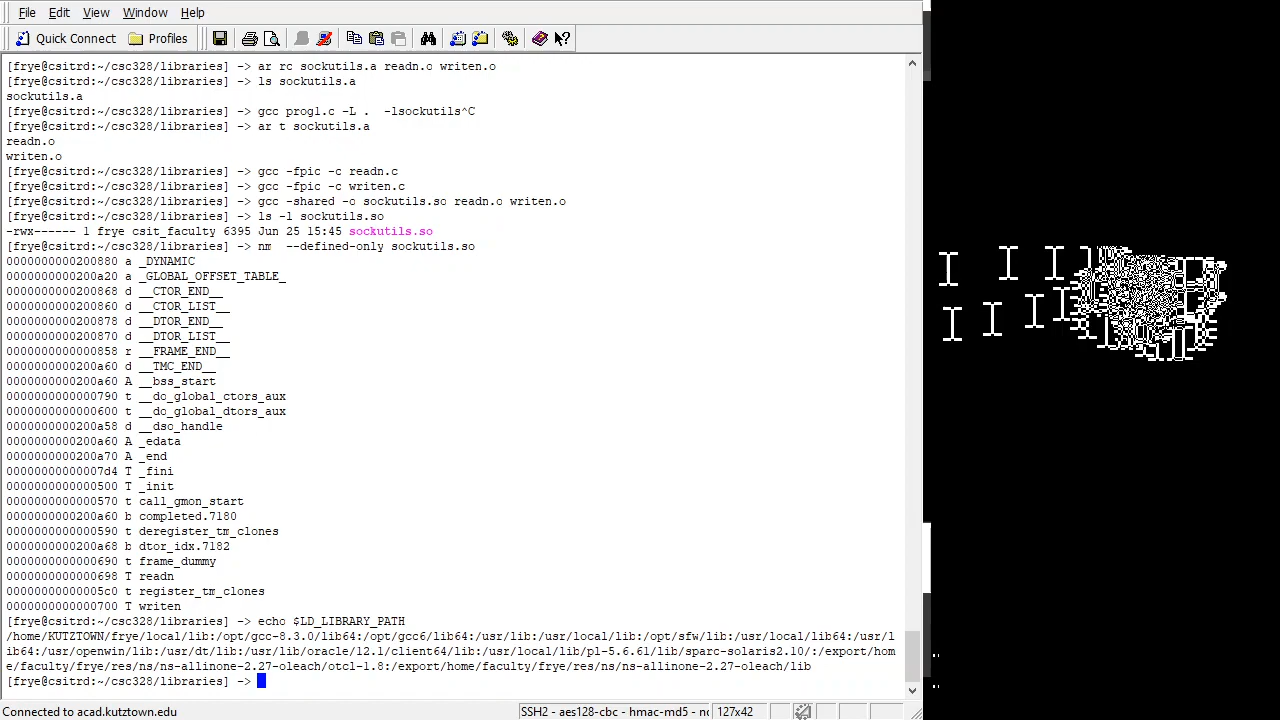 File Edit View Window Help
Quick Connect Profiles
[frye@csitrd:~/csc328/libraries] -> ar rc sockutils.a readn.o writen.o
[frye@csitrd:~/csc328/libraries] -> ls sockutils.a
sockutils.a
[frye@csitrd:~/csc328/libraries] -> gcc prog1.c -L .  -lsockutils^C
[frye@csitrd:~/csc328/libraries] -> ar t sockutils.a
readn.o
writen.o
[frye@csitrd:~/csc328/libraries] -> gcc -fpic -c readn.c
[frye@csitrd:~/csc328/libraries] -> gcc -fpic -c writen.c
[frye@csitrd:~/csc328/libraries] -> gcc -shared -o sockutils.so readn.o writen.o
[frye@csitrd:~/csc328/libraries] -> ls -l sockutils.so
-rwx------ 1 frye csit_faculty 6395 Jun 25 15:45 sockutils.so
[frye@csitrd:~/csc328/libraries] -> nm  --defined-only sockutils.so
0000000000200880 a _DYNAMIC
0000000000200a20 a _GLOBAL_OFFSET_TABLE_
0000000000200868 d __CTOR_END__
0000000000200860 d __CTOR_LIST__
0000000000200878 d __DTOR_END__
0000000000200870 d __DTOR_LIST__
0000000000000858 r __FRAME_END__
0000000000200a60 d __TMC_END__
0000000000200a60 A __bss_start
0000000000000790 t __do_global_ctors_aux
0000000000000600 t __do_global_dtors_aux
0000000000200a58 d __dso_handle
0000000000200a60 A _edata
0000000000200a70 A _end
00000000000007d4 T _fini
0000000000000500 T _init
0000000000000570 t call_gmon_start
0000000000200a60 b completed.7180
0000000000000590 t deregister_tm_clones
0000000000200a68 b dtor_idx.7182
0000000000000690 t frame_dummy
0000000000000698 T readn
00000000000005c0 t register_tm_clones
0000000000000700 T writen
[frye@csitrd:~/csc328/libraries] -> echo $LD_LIBRARY_PATH
/home/KUTZTOWN/frye/local/lib:/opt/gcc-8.3.0/lib64:/opt/gcc6/lib64:/usr/lib:/usr/local/lib:/opt/sfw/lib:/usr/local/lib64:/usr/l
ib64:/usr/openwin/lib:/usr/dt/lib:/usr/lib/oracle/12.1/client64/lib:/usr/local/lib/pl-5.6.61/lib/sparc-solaris2.10/:/export/hom
e/faculty/frye/res/ns/ns-allinone-2.27-oleach/otcl-1.8:/export/home/faculty/frye/res/ns/ns-allinone-2.27-oleach/lib
[frye@csitrd:~/csc328/libraries] ->
Connected to acad.kutztown.edu SSH2 - aes128-cbc - hmac-md5 - nc 127x42